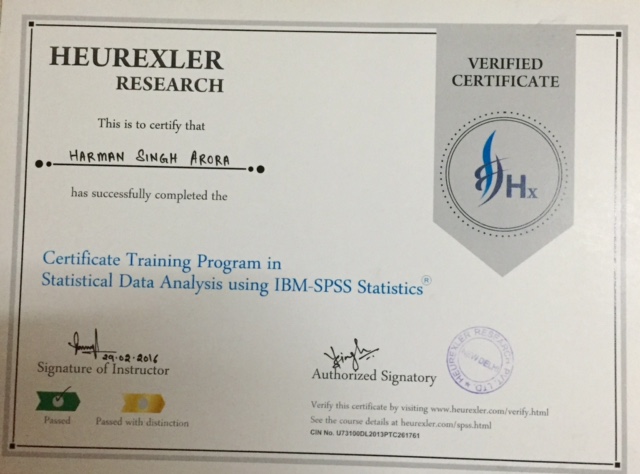 HEUREXLER
RESEARCH
VERIFIED
CERTIFICATE
Hx
This is to certify that
HARMAN SINGH ARORA
has successfully completed the
Certificate Training Program in
Statistical Data Analysis using IBM-SPSS Statistics®
29-02-2016
Signature of Instructor
Singh
Authorized Signatory
HEUREXLER RESEARCH PVT. LTD
NEW DELHI
Passed
Passed with distinction
Verify this certificate by visiting www.heurexler.com/verify.html
See the course details at heurexler.com/spss.html
CIN No. U73100DL2013PTC261761